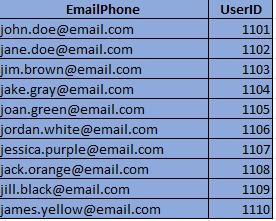 EmailPhone UserID
john.doe@email.com 1101
jane.doe@email.com 1102
jim.brown@email.com 1103
jake.gray@email.com 1104
joan.green@email.com 1105
jordan.white@email.com 1106
jessica.purple@email.com 1107
jack.orange@email.com 1108
jill.black@email.com 1109
james.yellow@email.com 1110